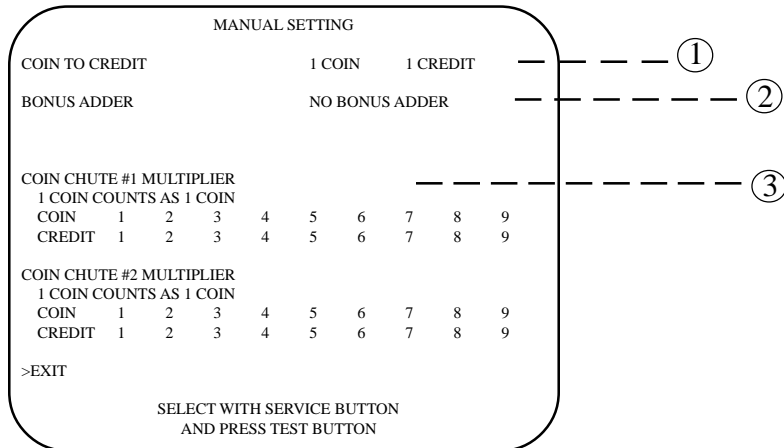 MANUAL SETTING
COIN TO CREDIT 1 COIN 1 CREDIT ①
BONUS ADDER NO BONUS ADDER ②
COIN CHUTE #1 MULTIPLIER ③
1 COIN COUNTS AS 1 COIN
COIN 1 2 3 4 5 6 7 8 9
CREDIT 1 2 3 4 5 6 7 8 9
COIN CHUTE #2 MULTIPLIER
1 COIN COUNTS AS 1 COIN
COIN 1 2 3 4 5 6 7 8 9
CREDIT 1 2 3 4 5 6 7 8 9
>EXIT
SELECT WITH SERVICE BUTTON
AND PRESS TEST BUTTON